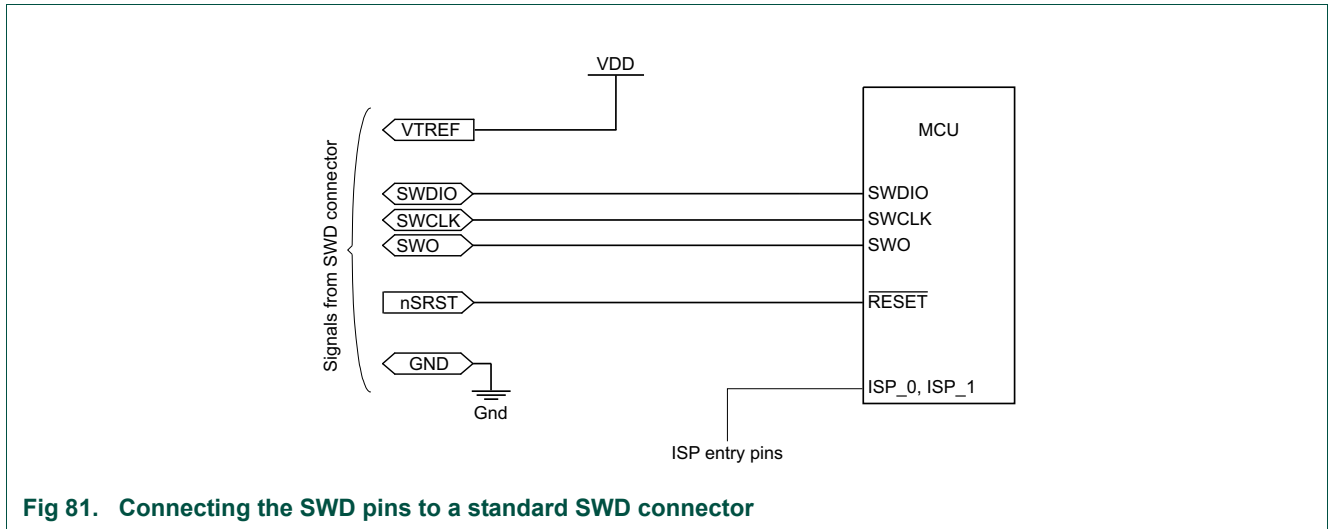 VDD
Signals from SWD connector
VTREF
MCU
SWDIO
SWDIO
SWCLK
SWCLK
SWO
SWO
nSRST
RESET
GND
Gnd
ISP_0, ISP_1
ISP entry pins
Fig 81. Connecting the SWD pins to a standard SWD connector